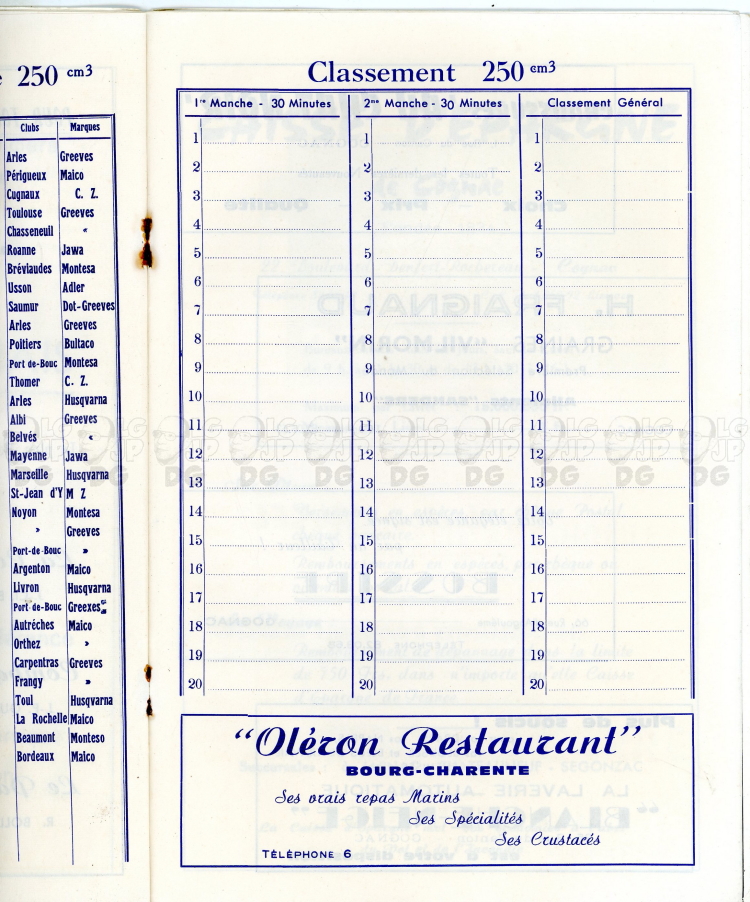 e 250 cm3
Clubs Marques
Arles Greeves
Périgueux Maico
Cugnaux C. Z.
Toulouse Greeves
Chasseneuil «
Roanne Jawa
Brévlaudes Montesa
Usson Adler
Saumur Dot-Greeves
Arles Greeves
Poitiers Bultaco
Port de-Bouc Montesa
Thomer C. Z.
Arles Husqvarna
Albi Greeves
Belvés «
Mayenne Jawa
Marseille Husqvarna
St-Jean d'Y M Z
Noyon Montesa
» Greeves
Port-de-Bouc »
Argenton Maico
Livron Husqvarna
Port-de-Bouc Greexes
Autréches Maico
Orthez »
Carpentras Greeves
Frangy »
Toul Husqvarna
La Rochelle Maico
Beaumont Monteso
Bordeaux Maico
Classement 250 cm3
1re Manche - 30 Minutes 2me Manche - 30 Minutes Classement Général
1 1 1
2 2 2
3 3 3
4 4 4
5 5 5
6 6 6
7 7 7
8 8 8
9 9 9
10 10 10
11 11 11
12 12 12
13 13 13
14 14 14
15 15 15
16 16 16
17 17 17
18 18 18
19 19 19
20 20 20
"Oléron Restaurant"
BOURG-CHARENTE
Ses vrais repas Marins
Ses Spécialités
Ses Crustacés
TÉLÉPHONE 6